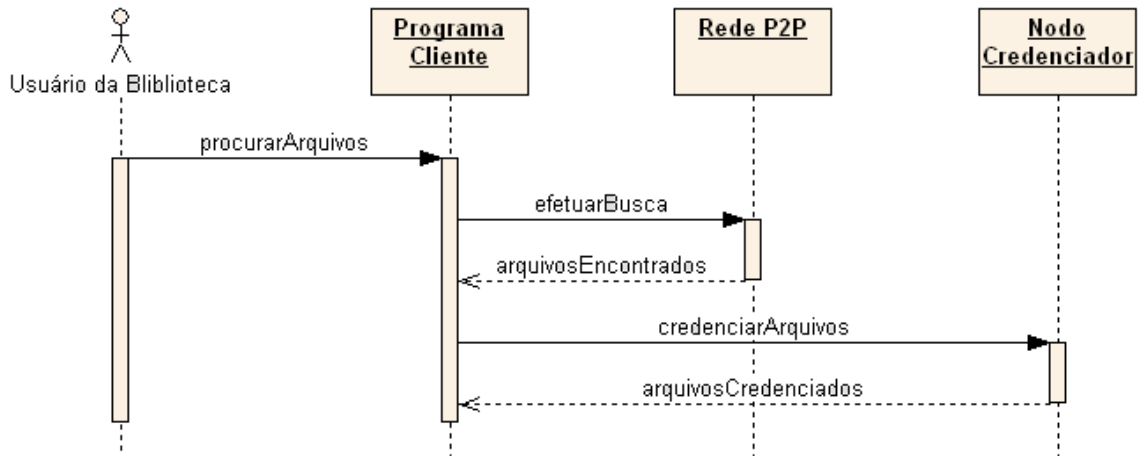 Programa
Cliente
Rede P2P
Nodo
Credenciador
Usuário da Bliblioteca
procurarArquivos
efetuarBusca
arquivosEncontrados
credenciarArquivos
arquivosCredenciados